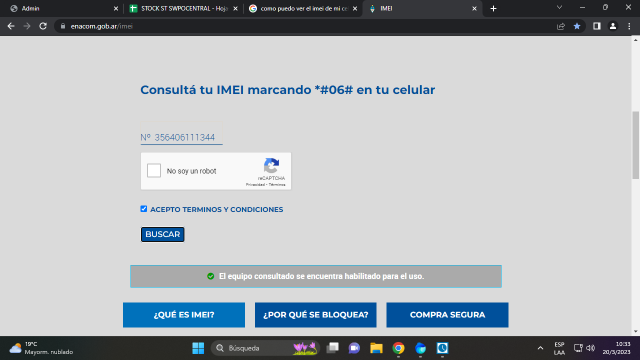 Admin
STOCK ST SWPOCENTRAL - Hoja
como puedo ver el imei de mi ce
IMEI
enacom.gob.ar/imei
Consultá tu IMEI marcando *#06# en tu celular
Nº 356406111344
No soy un robot
reCAPTCHA
Privacidad - Términos
ACEPTO TERMINOS Y CONDICIONES
BUSCAR
El equipo consultado se encuentra habilitado para el uso.
¿QUÉ ES IMEI?
¿POR QUÉ SE BLOQUEA?
COMPRA SEGURA
19°C
Mayorm. nublado
Búsqueda
ESP
LAA
10:33
20/3/2023